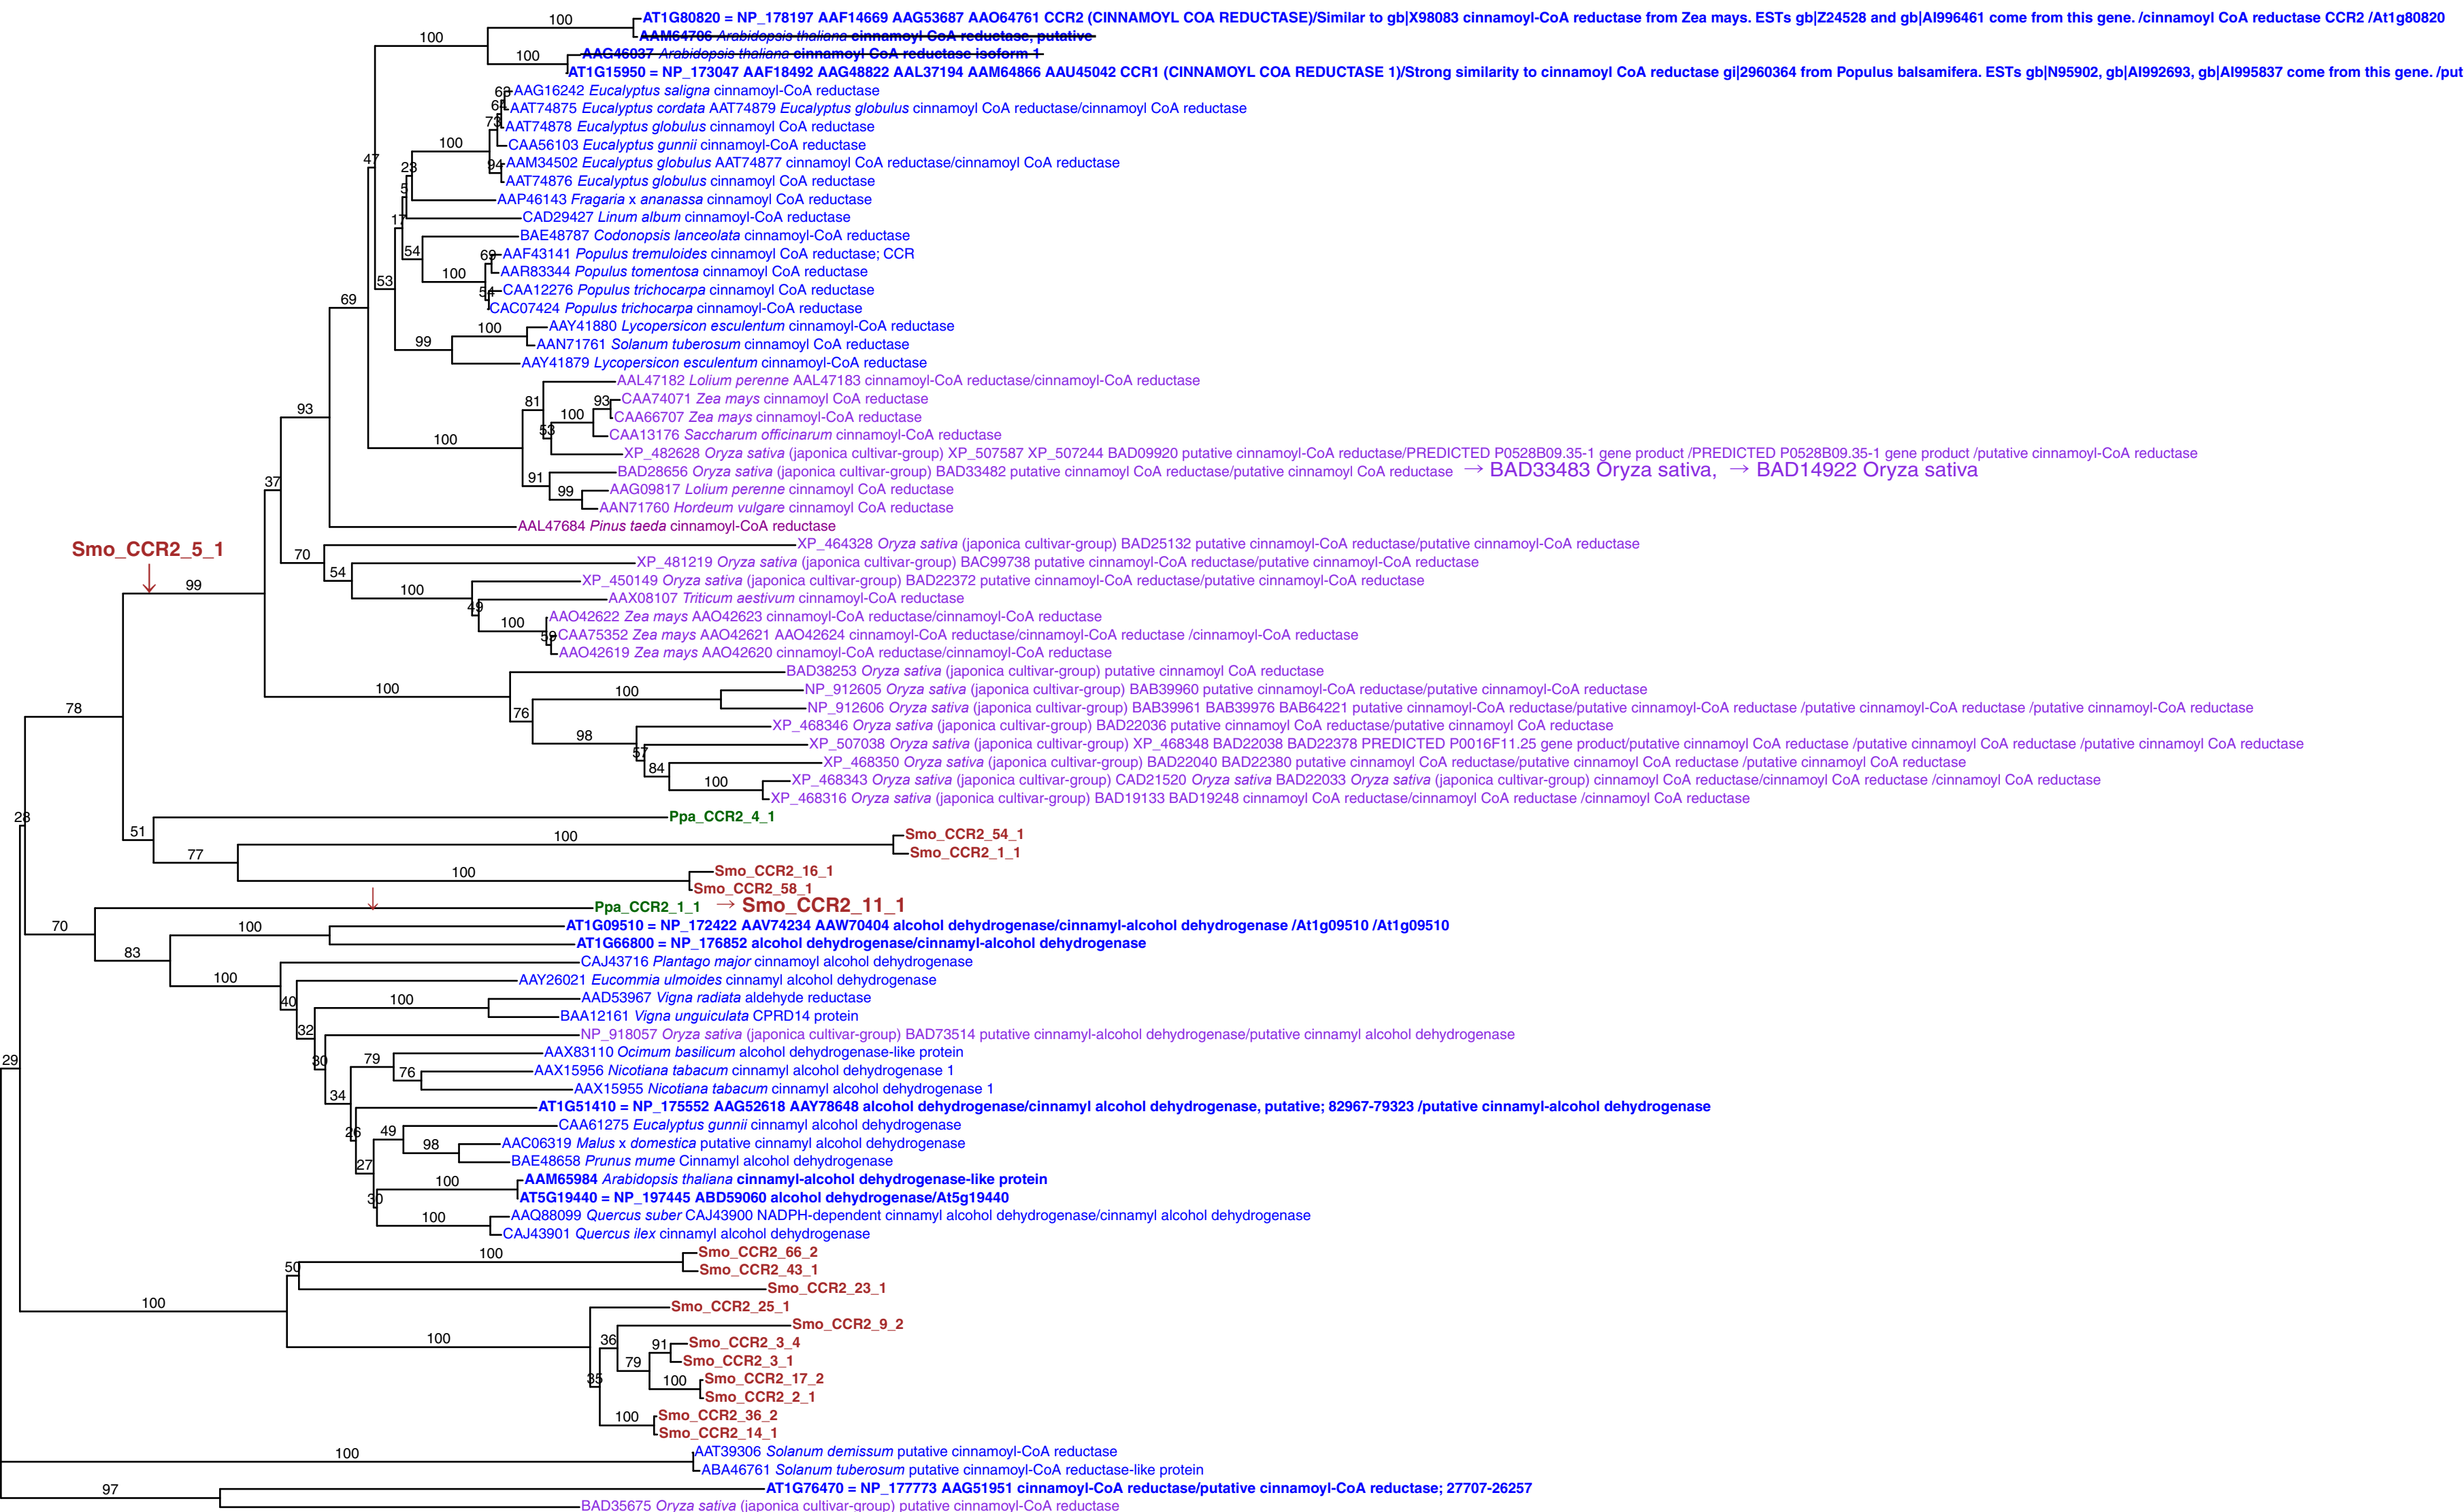 100
AT1G80820 = NP_178197 AAF14669 AAG53687 AAO64761 CCR2 (CINNAMOYL COA REDUCTASE)/Similar to gb|X98083 cinnamoyl-CoA reductase from Zea mays. ESTs gb|Z24528 and gb|AI996461 come from this gene. /cinnamoyl CoA reductase CCR2 /At1g80820
AAM64706 Arabidopsis thaliana cinnamoyl CoA reductase, putative
100
100
AAG46037 Arabidopsis thaliana cinnamoyl CoA reductase isoform 1
AT1G15950 = NP_173047 AAF18492 AAG48822 AAL37194 AAM64866 AAU45042 CCR1 (CINNAMOYL COA REDUCTASE 1)/Strong similarity to cinnamoyl CoA reductase gi|2960364 from Populus balsamifera. ESTs gb|N95902, gb|AI992693, gb|AI995837 come from this gene. /put
AAG16242 Eucalyptus saligna cinnamoyl-CoA reductase
AAT74875 Eucalyptus cordata AAT74879 Eucalyptus globulus cinnamoyl CoA reductase/cinnamoyl CoA reductase
73 AAT74878 Eucalyptus globulus cinnamoyl CoA reductase
100 CAA56103 Eucalyptus gunnii cinnamoyl-CoA reductase
47 94 AAM34502 Eucalyptus globulus AAT74877 cinnamoyl CoA reductase/cinnamoyl CoA reductase
23 AAT74876 Eucalyptus globulus cinnamoyl CoA reductase
5 AAP46143 Fragaria x ananassa cinnamoyl CoA reductase
17 CAD29427 Linum album cinnamoyl-CoA reductase
BAE48787 Codonopsis lanceolata cinnamoyl-CoA reductase
54 69 AAF43141 Populus tremuloides cinnamoyl CoA reductase; CCR
53 100 AAR83344 Populus tomentosa cinnamoyl CoA reductase
69 54 CAA12276 Populus trichocarpa cinnamoyl CoA reductase
CAC07424 Populus trichocarpa cinnamoyl-CoA reductase
100 AAY41880 Lycopersicon esculentum cinnamoyl-CoA reductase
99 AAN71761 Solanum tuberosum cinnamoyl CoA reductase
AAY41879 Lycopersicon esculentum cinnamoyl-CoA reductase
AAL47182 Lolium perenne AAL47183 cinnamoyl-CoA reductase/cinnamoyl-CoA reductase
93 81 93 CAA74071 Zea mays cinnamoyl CoA reductase
100 CAA66707 Zea mays cinnamoyl-CoA reductase
100 53 CAA13176 Saccharum officinarum cinnamoyl-CoA reductase
XP_482628 Oryza sativa (japonica cultivar-group) XP_507587 XP_507244 BAD09920 putative cinnamoyl-CoA reductase/PREDICTED P0528B09.35-1 gene product /PREDICTED P0528B09.35-1 gene product /putative cinnamoyl-CoA reductase
BAD28656 Oryza sativa (japonica cultivar-group) BAD33482 putative cinnamoyl CoA reductase/putative cinnamoyl CoA reductase → BAD33483 Oryza sativa, → BAD14922 Oryza sativa
37 91 99 AAG09817 Lolium perenne cinnamoyl CoA reductase
AAN71760 Hordeum vulgare cinnamoyl CoA reductase
AAL47684 Pinus taeda cinnamoyl-CoA reductase
Smo_CCR2_5_1
70 XP_464328 Oryza sativa (japonica cultivar-group) BAD25132 putative cinnamoyl-CoA reductase/putative cinnamoyl-CoA reductase
54 XP_481219 Oryza sativa (japonica cultivar-group) BAC99738 putative cinnamoyl-CoA reductase/putative cinnamoyl-CoA reductase
99 100 XP_450149 Oryza sativa (japonica cultivar-group) BAD22372 putative cinnamoyl-CoA reductase/putative cinnamoyl-CoA reductase
49 AAX08107 Triticum aestivum cinnamoyl-CoA reductase
100 AAO42622 Zea mays AAO42623 cinnamoyl-CoA reductase/cinnamoyl-CoA reductase
59 CAA75352 Zea mays AAO42621 AAO42624 cinnamoyl-CoA reductase/cinnamoyl-CoA reductase /cinnamoyl-CoA reductase
AAO42619 Zea mays AAO42620 cinnamoyl-CoA reductase/cinnamoyl-CoA reductase
BAD38253 Oryza sativa (japonica cultivar-group) putative cinnamoyl CoA reductase
100 100 NP_912605 Oryza sativa (japonica cultivar-group) BAB39960 putative cinnamoyl-CoA reductase/putative cinnamoyl-CoA reductase
78 76 NP_912606 Oryza sativa (japonica cultivar-group) BAB39961 BAB39976 BAB64221 putative cinnamoyl-CoA reductase/putative cinnamoyl-CoA reductase /putative cinnamoyl-CoA reductase /putative cinnamoyl-CoA reductase
98 XP_468346 Oryza sativa (japonica cultivar-group) BAD22036 putative cinnamoyl CoA reductase/putative cinnamoyl CoA reductase
57 XP_507038 Oryza sativa (japonica cultivar-group) XP_468348 BAD22038 BAD22378 PREDICTED P0016F11.25 gene product/putative cinnamoyl CoA reductase /putative cinnamoyl CoA reductase /putative cinnamoyl CoA reductase
84 XP_468350 Oryza sativa (japonica cultivar-group) BAD22040 BAD22380 putative cinnamoyl CoA reductase/putative cinnamoyl CoA reductase /putative cinnamoyl CoA reductase
100 XP_468343 Oryza sativa (japonica cultivar-group) CAD21520 Oryza sativa BAD22033 Oryza sativa (japonica cultivar-group) cinnamoyl CoA reductase/cinnamoyl CoA reductase /cinnamoyl CoA reductase
XP_468316 Oryza sativa (japonica cultivar-group) BAD19133 BAD19248 cinnamoyl CoA reductase/cinnamoyl CoA reductase /cinnamoyl CoA reductase
28 Ppa_CCR2_4_1
51 100 Smo_CCR2_54_1
77 Smo_CCR2_1_1
100 Smo_CCR2_16_1
Smo_CCR2_58_1
Ppa_CCR2_1_1 → Smo_CCR2_11_1
70 100 AT1G09510 = NP_172422 AAV74234 AAW70404 alcohol dehydrogenase/cinnamyl-alcohol dehydrogenase /At1g09510 /At1g09510
83 AT1G66800 = NP_176852 alcohol dehydrogenase/cinnamyl-alcohol dehydrogenase
CAJ43716 Plantago major cinnamoyl alcohol dehydrogenase
100 AAY26021 Eucommia ulmoides cinnamyl alcohol dehydrogenase
40 100 AAD53967 Vigna radiata aldehyde reductase
BAA12161 Vigna unguiculata CPRD14 protein
32 NP_918057 Oryza sativa (japonica cultivar-group) BAD73514 putative cinnamyl-alcohol dehydrogenase/putative cinnamyl alcohol dehydrogenase
29 30 79 AAX83110 Ocimum basilicum alcohol dehydrogenase-like protein
76 AAX15956 Nicotiana tabacum cinnamyl alcohol dehydrogenase 1
34 AAX15955 Nicotiana tabacum cinnamyl alcohol dehydrogenase 1
AT1G51410 = NP_175552 AAG52618 AAY78648 alcohol dehydrogenase/cinnamyl alcohol dehydrogenase, putative; 82967-79323 /putative cinnamyl-alcohol dehydrogenase
26 49 CAA61275 Eucalyptus gunnii cinnamyl alcohol dehydrogenase
98 AAC06319 Malus x domestica putative cinnamyl alcohol dehydrogenase
27 BAE48658 Prunus mume Cinnamyl alcohol dehydrogenase
100 AAM65984 Arabidopsis thaliana cinnamyl-alcohol dehydrogenase-like protein
30 AT5G19440 = NP_197445 ABD59060 alcohol dehydrogenase/At5g19440
100 AAQ88099 Quercus suber CAJ43900 NADPH-dependent cinnamyl alcohol dehydrogenase/cinnamyl alcohol dehydrogenase
CAJ43901 Quercus ilex cinnamyl alcohol dehydrogenase
100 Smo_CCR2_66_2
50 Smo_CCR2_43_1
Smo_CCR2_23_1
100 Smo_CCR2_25_1
Smo_CCR2_9_2
100 36 91 Smo_CCR2_3_4
79 Smo_CCR2_3_1
35 100 Smo_CCR2_17_2
Smo_CCR2_2_1
100 Smo_CCR2_36_2
Smo_CCR2_14_1
100 AAT39306 Solanum demissum putative cinnamoyl-CoA reductase
ABA46761 Solanum tuberosum putative cinnamoyl-CoA reductase-like protein
97 AT1G76470 = NP_177773 AAG51951 cinnamoyl-CoA reductase/putative cinnamoyl-CoA reductase; 27707-26257
BAD35675 Oryza sativa (japonica cultivar-group) putative cinnamoyl-CoA reductase